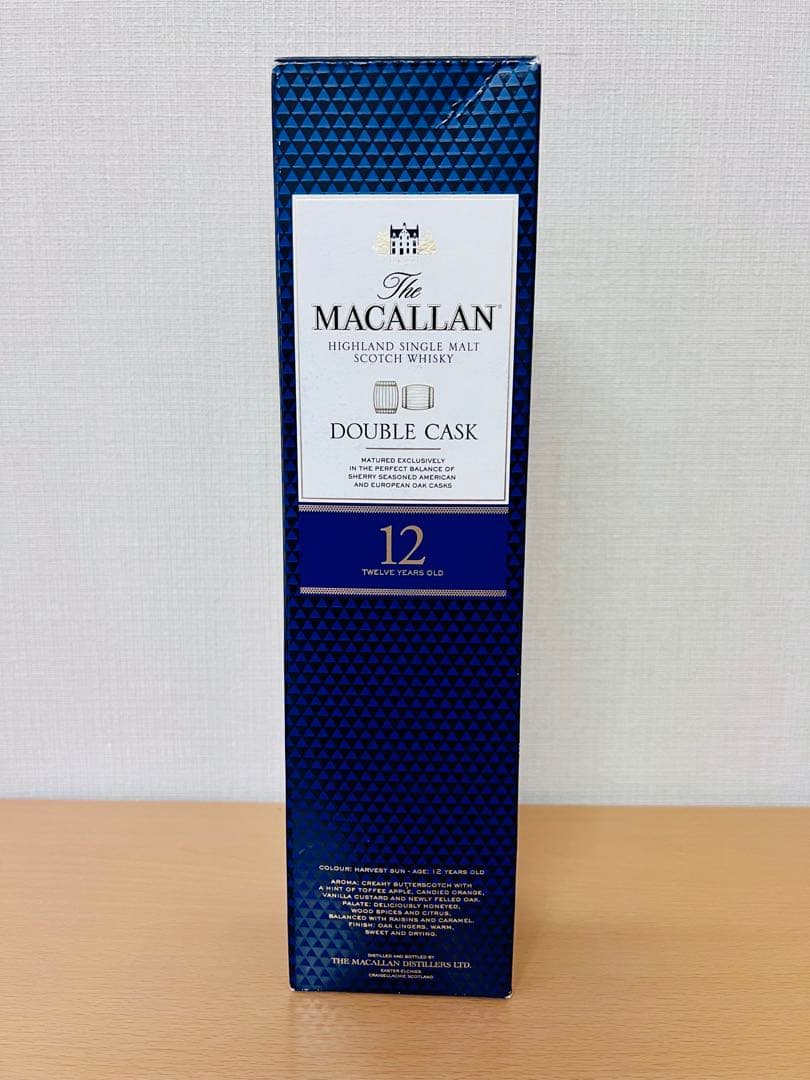 The
MACALLAN
HIGHLAND SINGLE MALT
SCOTCH WHISKY
DOUBLE CASK
MATURED EXCLUSIVELY
IN THE PERFECT BALANCE OF
SHERRY SEASONED AMERICAN
AND EUROPEAN OAK CASKS
12
TWELVE YEARS OLD
COLOUR: HARVEST SUN - AGE: 12 YEARS OLD
AROMA: CREAMY BUTTERSCOTCH WITH
A HINT OF TOFFEE APPLE, CANDIED ORANGE,
VANILLA CUSTARD AND NEWLY FELLED OAK.
PALATE: DELICIOUSLY HONEYED,
WOOD SPICES AND CITRUS,
BALANCED WITH RAISINS AND CARAMEL.
FINISH: OAK LINGERS, WARM,
SWEET AND DRYING.
DISTILLED AND BOTTLED BY
THE MACALLAN DISTILLERS LTD.
EASTER ELCHIES
CRAIGELLACHIE SCOTLAND